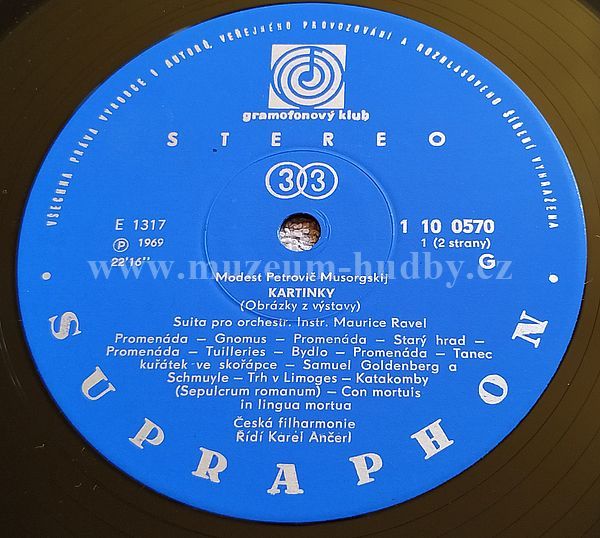 VŠECHNA PRÁVA VÝROBCE I AUTORŮ, VEŘEJNÉHO PROVOZOVÁNÍ A ROZHLASOVÉHO ŠÍŘENÍ VYHRAŽENA
gramofonový klub
STEREO
33
E 1317
1 10 0570
℗ 1969
1 (2 strany)
22'16''
G
www.muzeum-hudby.cz
Modest Petrovič Musorgskij
KARTINKY
(Obrázky z výstavy)
Suita pro orchestr. Instr. Maurice Ravel
Promenáda – Gnomus – Promenáda – Starý hrad –
Promenáda – Tuilleries – Bydlo – Promenáda – Tanec
kuřátek ve skořápce – Samuel Goldenberg a
Schmuyle – Trh v Limoges – Katakomby
(Sepulcrum romanum) – Con mortuis
in lingua mortua
Česká filharmonie
Řídí Karel Ančerl
SUPRAPHON